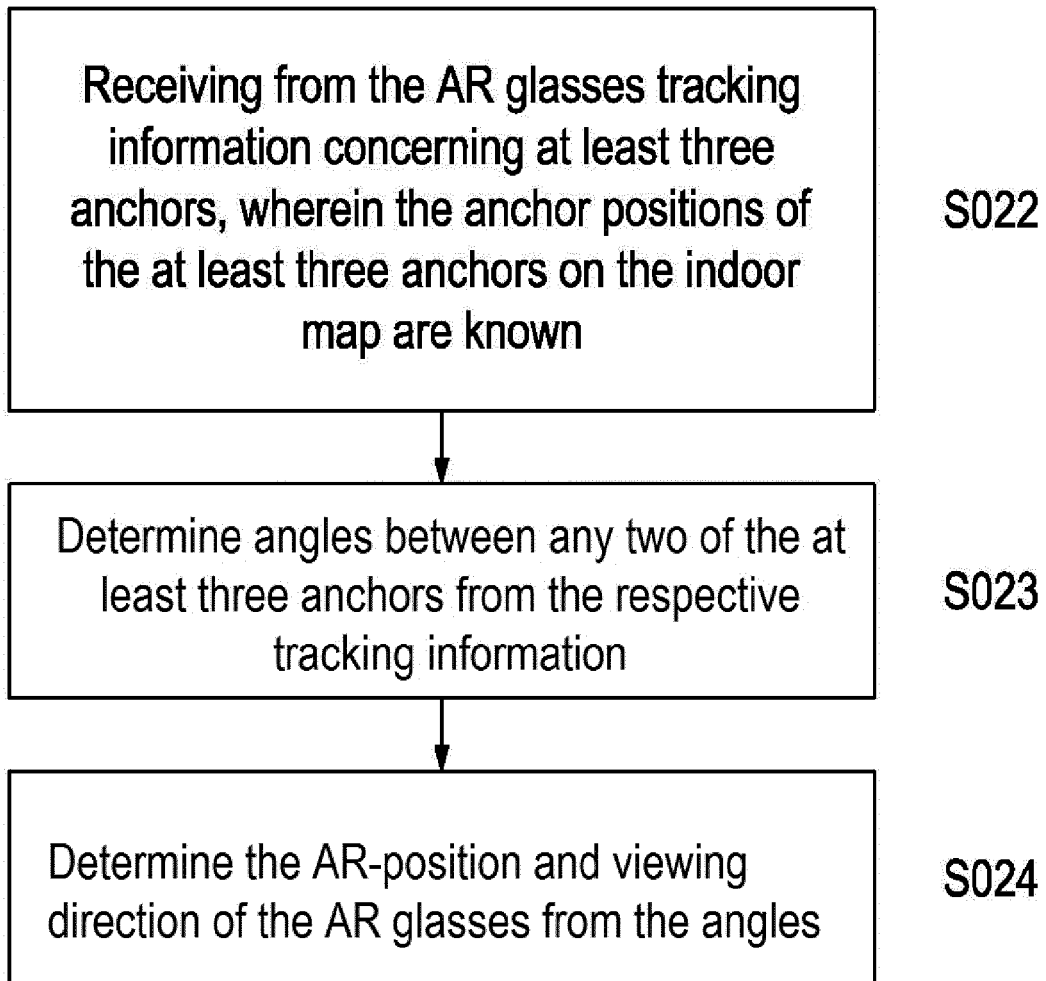 Receiving from the AR glasses tracking
information concerning at least three
anchors, wherein the anchor positions of
the at least three anchors on the indoor
map are known
S022
Determine angles between any two of the at
least three anchors from the respective
tracking information
S023
Determine the AR-position and viewing
direction of the AR glasses from the angles
S024